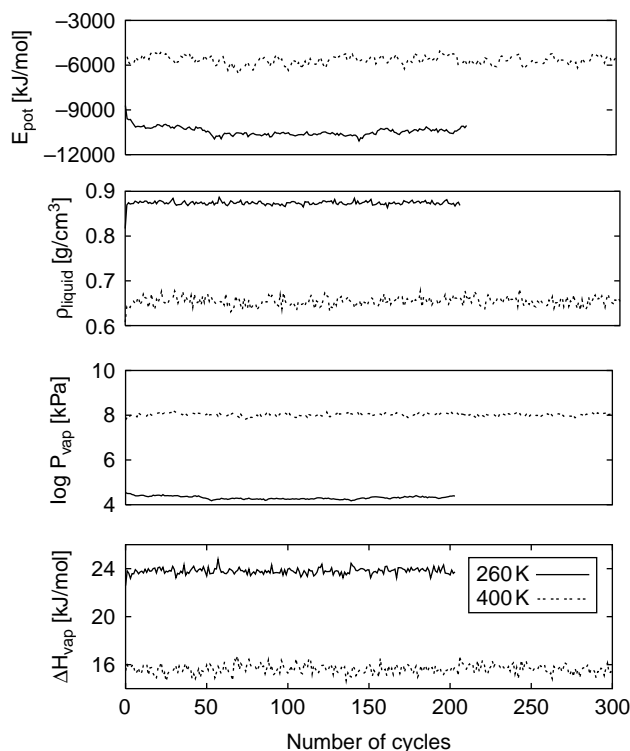 E_pot [kJ/mol]
−3000
−6000
−9000
−12000
ρ_liquid [g/cm³]
0.9
0.8
0.7
0.6
log P_vap [kPa]
10
8
6
4
ΔH_vap [kJ/mol]
24
20
16
260 K
400 K
0 50 100 150 200 250 300
Number of cycles